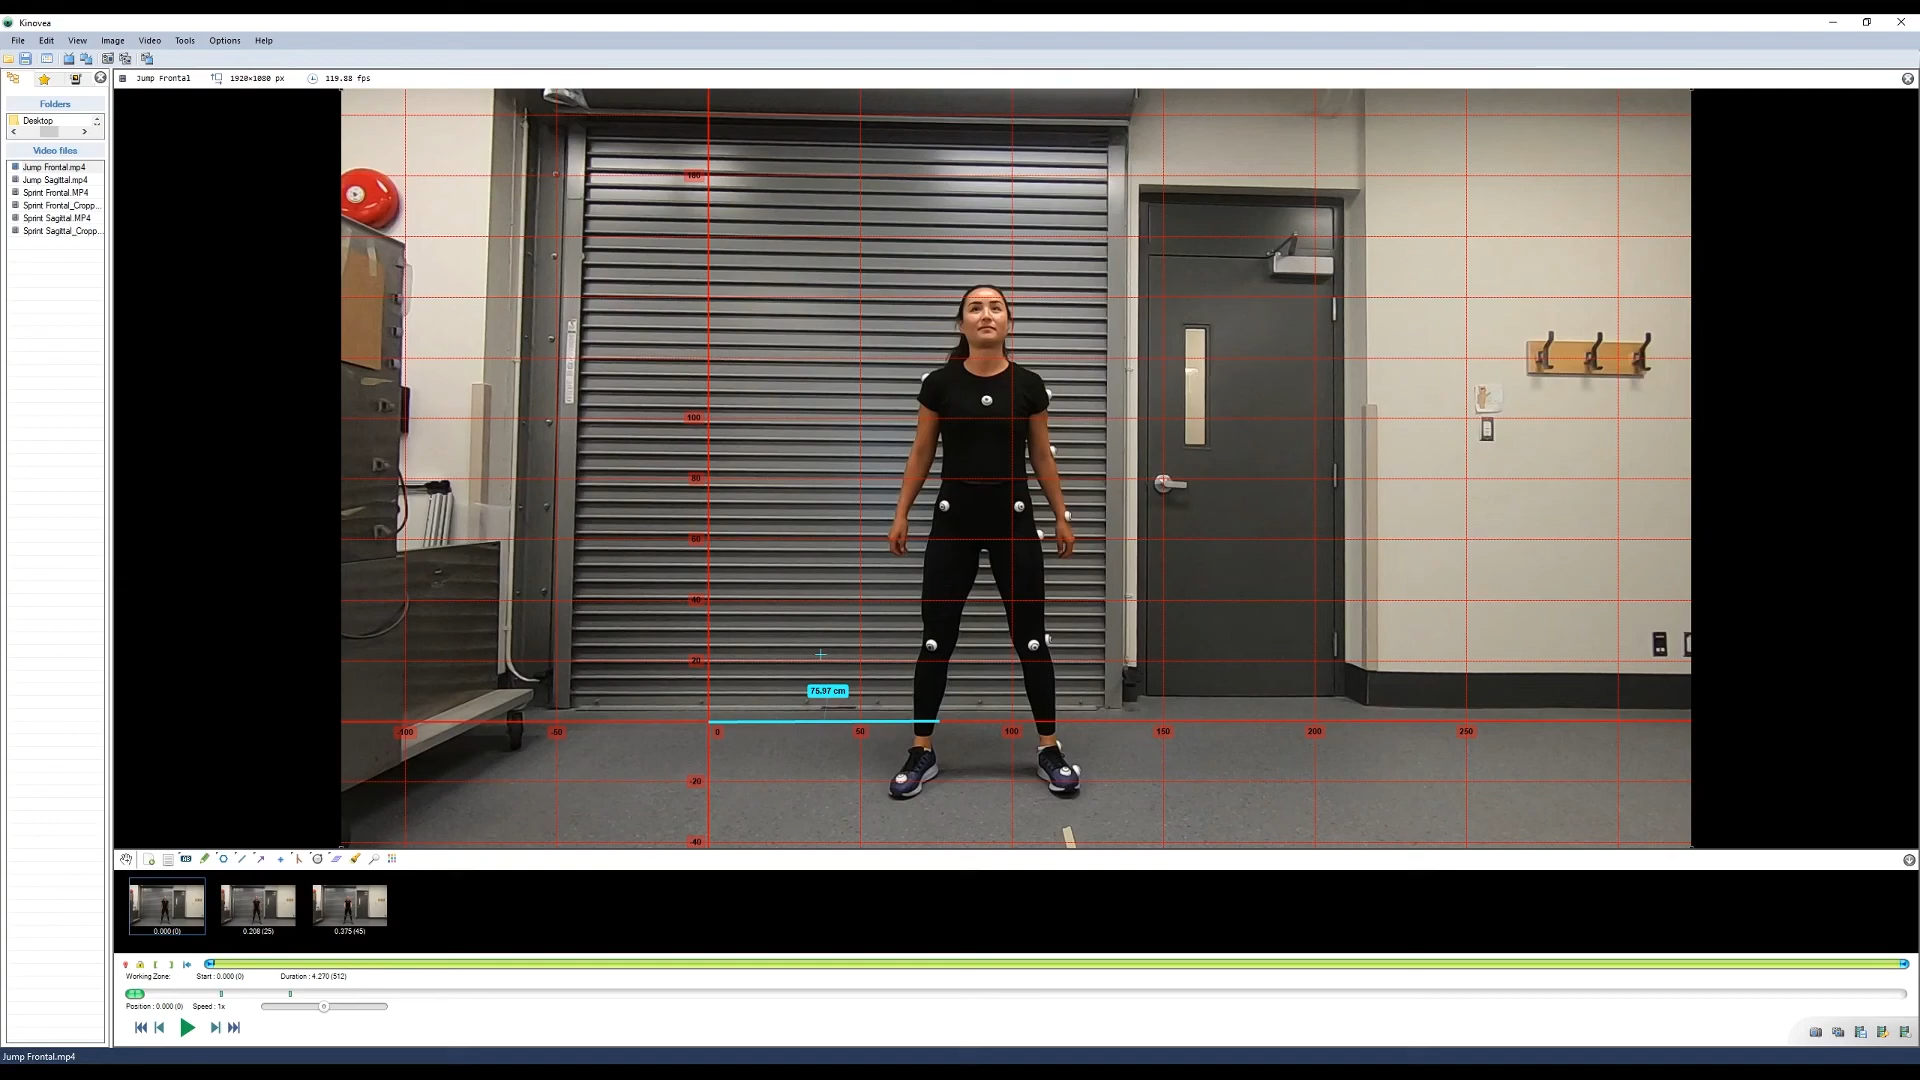 Kinovea
File Edit View Image Video Tools Options Help
Jump Frontal 1920×1080 px 119.88 fps
Folders
Desktop
Video files
Jump Frontal.mp4
Jump Sagittal.mp4
Sprint Frontal.MP4
Sprint Frontal_Cropp...
Sprint Sagittal.MP4
Sprint Sagittal_Cropp...
180
100
80
60
40
20
75.97 cm
-100 -50 0 50 100 150 200 250
-20
-40
0.000 (0) 0.208 (25) 0.375 (45)
Working Zone: Start : 0.000 (0) Duration : 4.270 (512)
Position : 0.000 (0) Speed : 1x
Jump Frontal.mp4